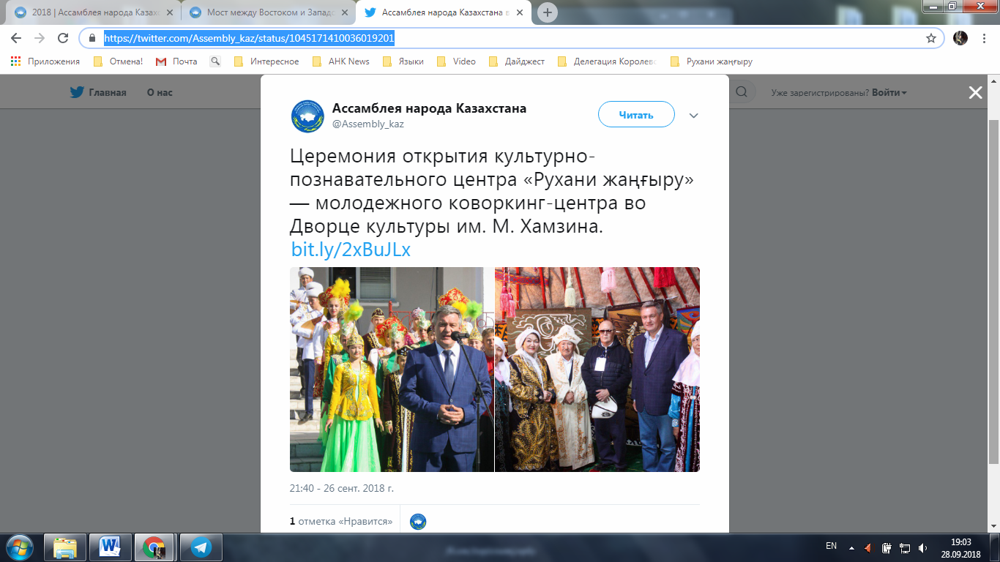 2018 | Ассамблея народа Казахс
Мост между Востоком и Западо
Ассамблея народа Казахстана в
https://twitter.com/Assembly_kaz/status/1045171410036019201
Приложения
Отмена!
Почта
Интересное
АНК News
Языки
Video
Дайджест
Делегация Королевс
Рухани жаңғыру
Главная
О нас
Уже зарегистрированы? Войти
Ассамблея народа Казахстана
@Assembly_kaz
Читать
Церемония открытия культурно-
познавательного центра «Рухани жаңғыру»
— молодежного коворкинг-центра во
Дворце культуры им. М. Хамзина.
bit.ly/2xBuJLx
21:40 - 26 сент. 2018 г.
1 отметка «Нравится»
EN
19:03
28.09.2018